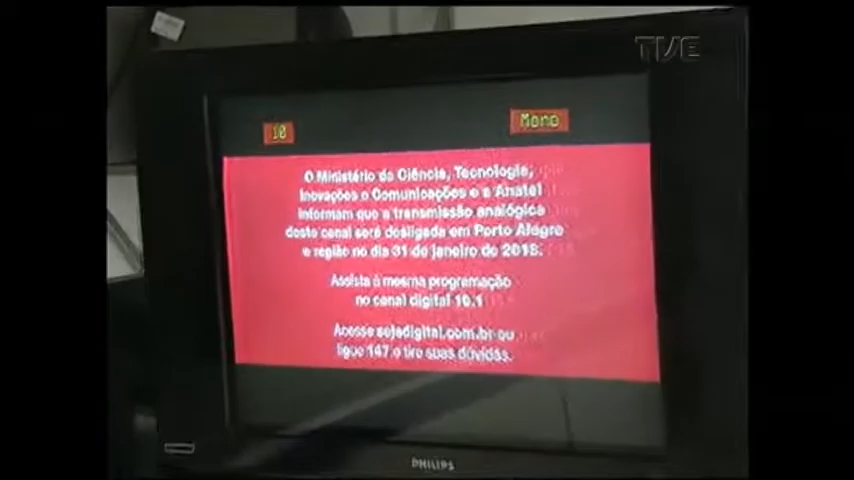 TVE
10
Mono
O Ministério da Ciência, Tecnologia,
Inovações e Comunicações e a Anatel
informam que a transmissão analógica
deste canal será desligada em Porto Alegre
e região no dia 31 de janeiro de 2018.
Assista à mesma programação
no canal digital 10.1
Acesse sejadigital.com.br ou
ligue 147 e tire suas dúvidas.
PHILIPS